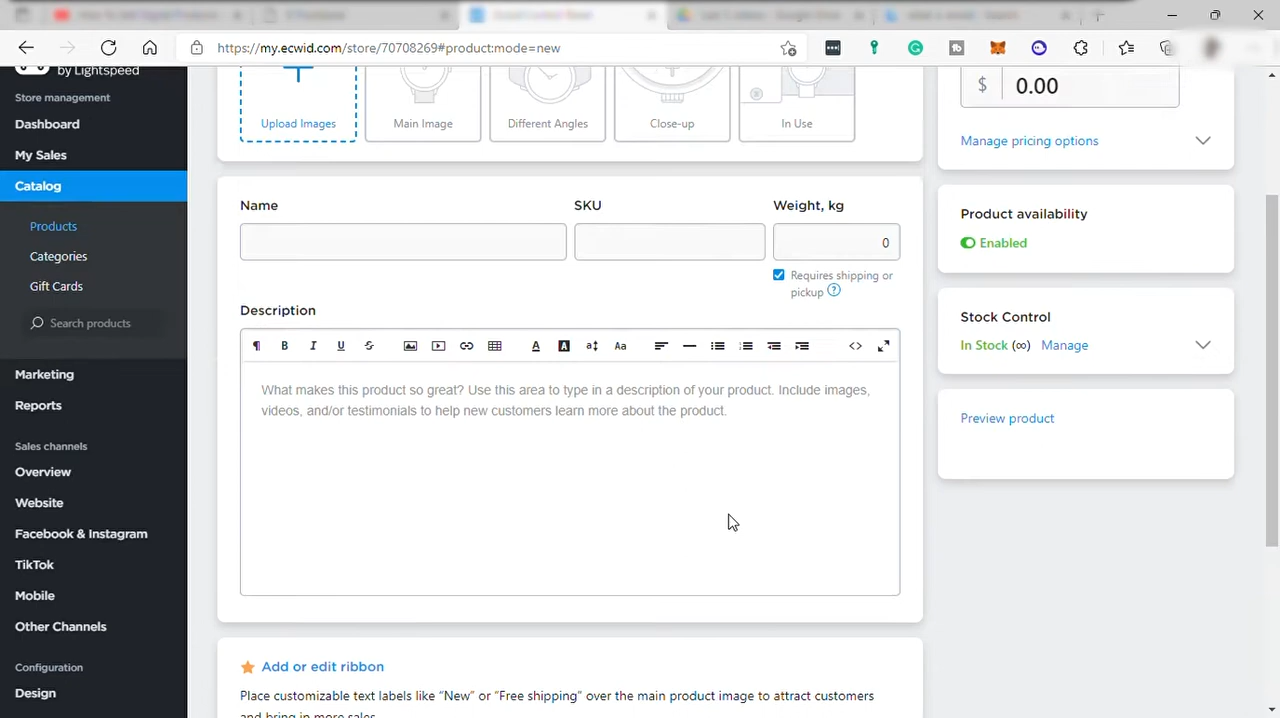 https://my.ecwid.com/store/70708269#product:mode=new
by Lightspeed
Store management
Dashboard
My Sales
Catalog
Products
Categories
Gift Cards
Search products
Marketing
Reports
Sales channels
Overview
Website
Facebook & Instagram
TikTok
Mobile
Other Channels
Configuration
Design
Upload Images
Main Image
Different Angles
Close-up
In Use
Name
SKU
Weight, kg
0
Requires shipping or
pickup ?
Description
What makes this product so great? Use this area to type in a description of your product. Include images,
videos, and/or testimonials to help new customers learn more about the product.
Add or edit ribbon
Place customizable text labels like “New” or “Free shipping” over the main product image to attract customers
and bring in more sales.
$ 0.00
Manage pricing options
Product availability
Enabled
Stock Control
In Stock (∞) Manage
Preview product